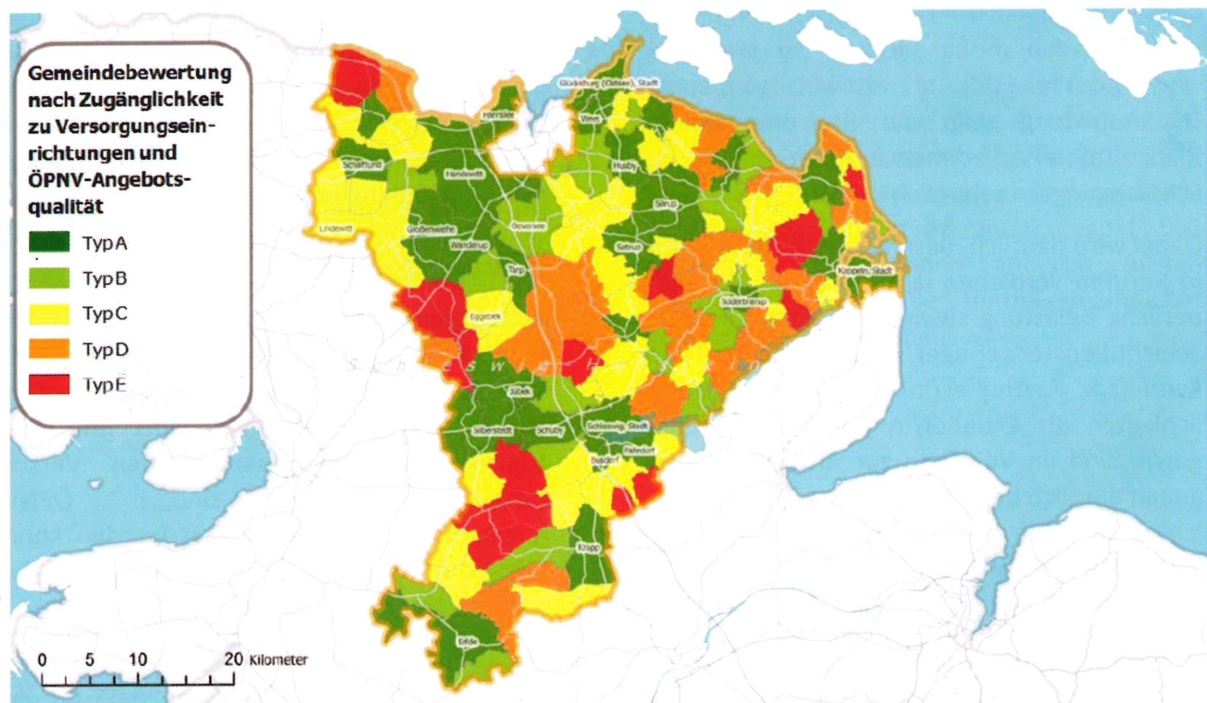 Gemeindebewertung
nach Zugänglichkeit
zu Versorgungsein-
richtungen und
ÖPNV-Angebots-
qualität
Typ A
Typ B
Typ C
Typ D
Typ E
Glücksburg (Ostsee), Stadt
Harrislee
Wees
Schafflund
Handewitt
Husby
Sörup
Lindewitt
Großenwiehe
Oeversee
Wanderup
Satrup
Tarp
Kappeln, Stadt
Süderbrarup
Eggebek
Schleswig-Holstein
Jübek
Silberstedt
Schuby
Schleswig, Stadt
Fahrdorf
Busdorf
Kropp
Erfde
0 5 10 20 Kilometer